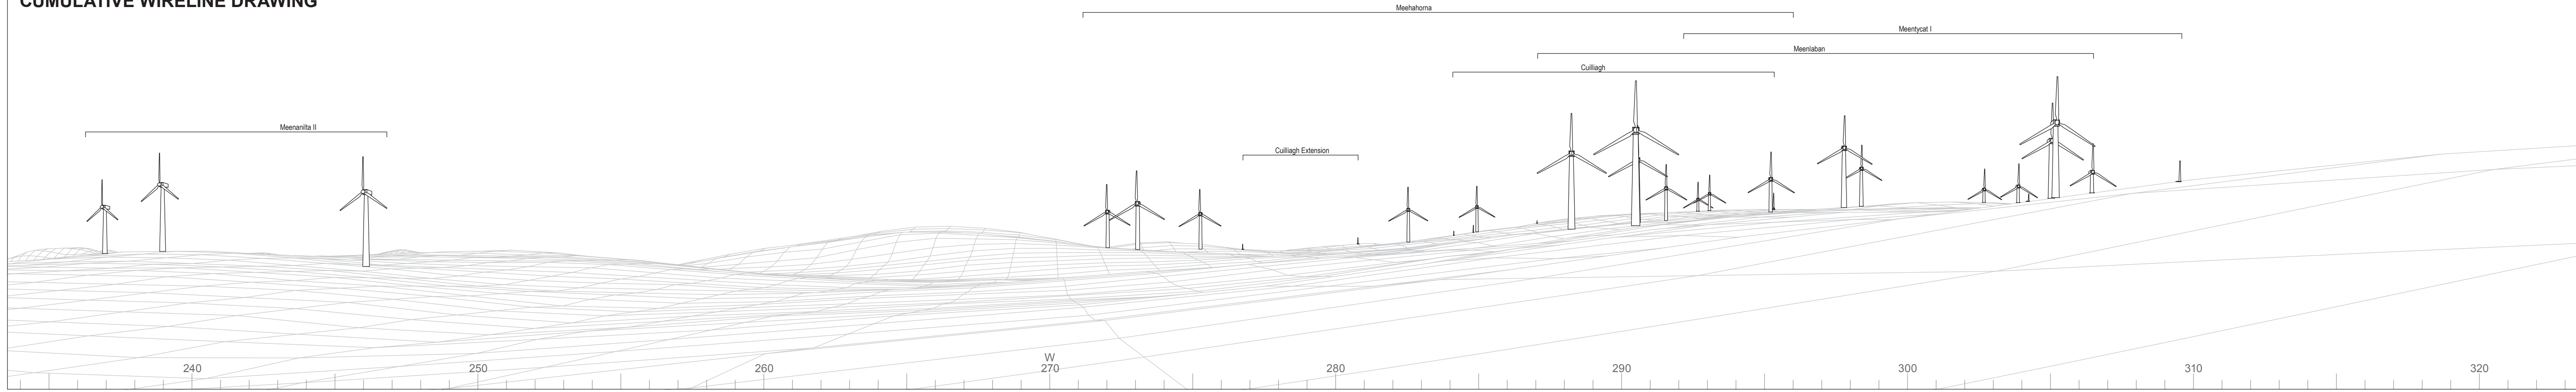 CUMULATIVE WIRELINE DRAWING
Meehahorna
Meentycat I
Meenlaban
Cuilliagh
Meenanilta II
Cuilliagh Extension
W
240 250 260 270 280 290 300 310 320